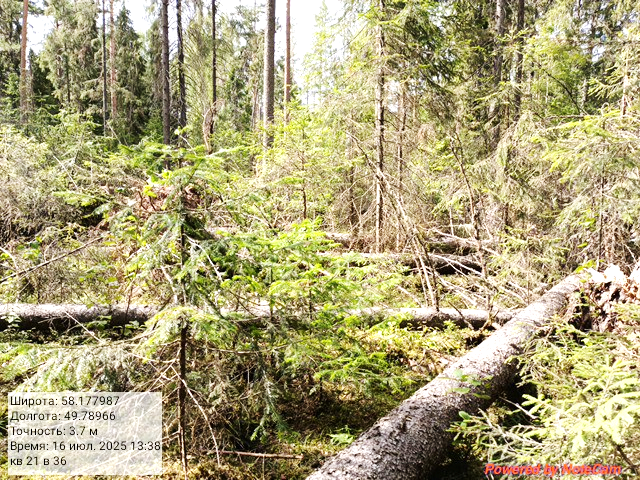 Широта: 58.177987
Долгота: 49.78966
Точность: 3.7 м
Время: 16 июл. 2025 13:38
кв 21 в 36
Powered by NoteCam